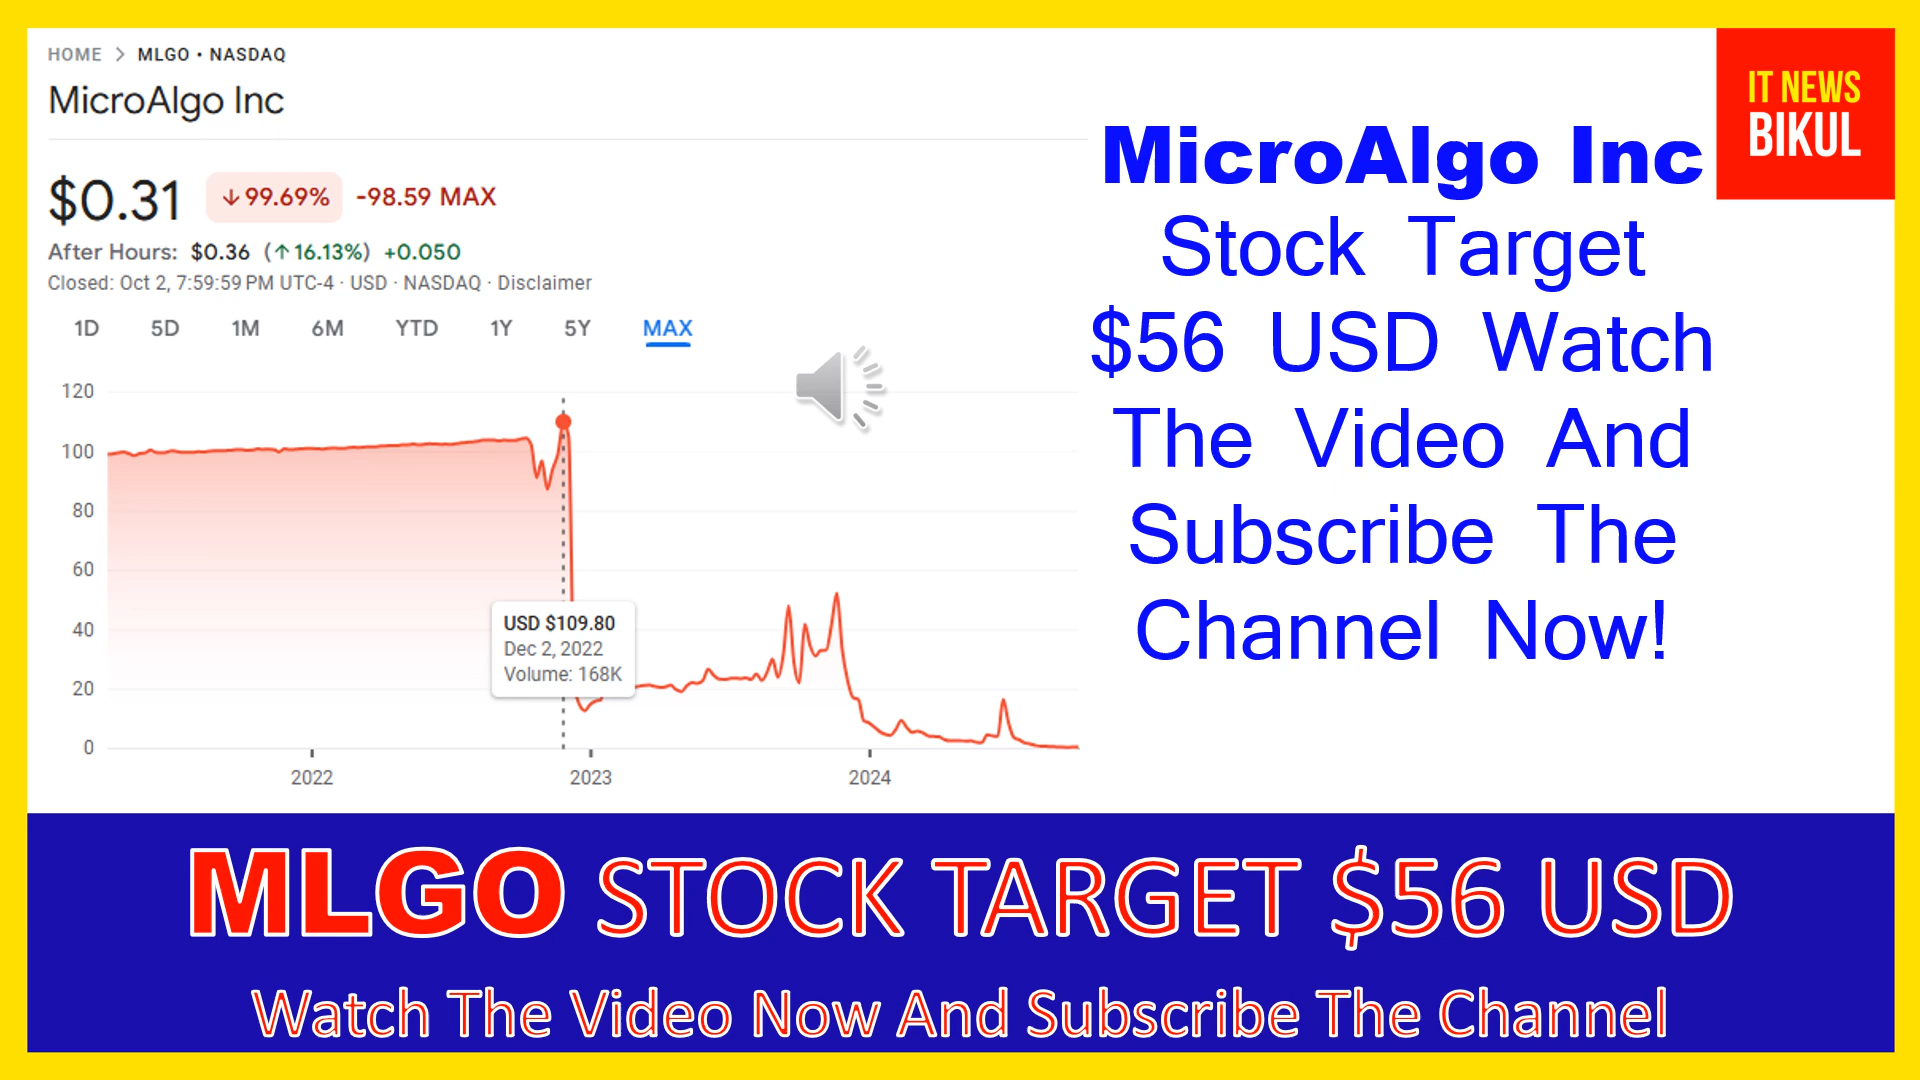 HOME > MLGO • NASDAQ
MicroAlgo Inc
$0.31 ↓99.69% -98.59 MAX
After Hours: $0.36 (↑16.13%) +0.050
Closed: Oct 2, 7:59:59 PM UTC-4 · USD · NASDAQ · Disclaimer
1D 5D 1M 6M YTD 1Y 5Y MAX
120
100
80
60
40
20
0
USD $109.80
Dec 2, 2022
Volume: 168K
2022 2023 2024
IT NEWS
BIKUL
MicroAlgo Inc
Stock Target
$56 USD Watch
The Video And
Subscribe The
Channel Now!
MLGO STOCK TARGET $56 USD
Watch The Video Now And Subscribe The Channel